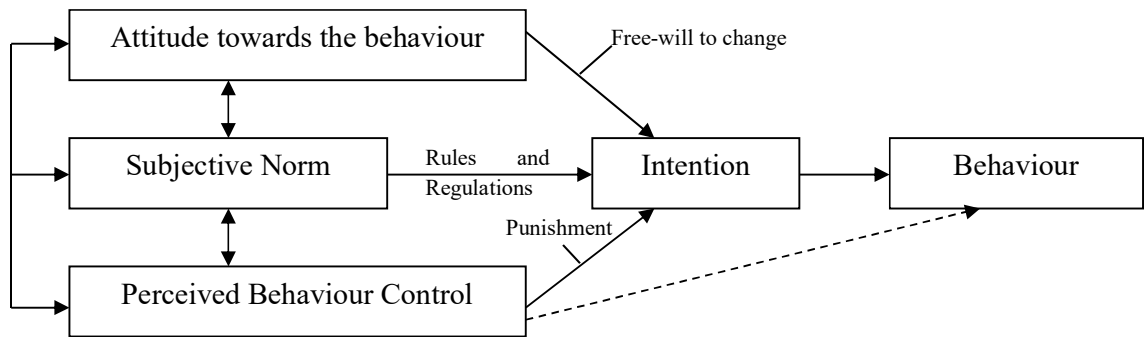 Attitude towards the behaviour
Free-will to change
Subjective Norm
Rules and
Regulations
Intention
Behaviour
Punishment
Perceived Behaviour Control